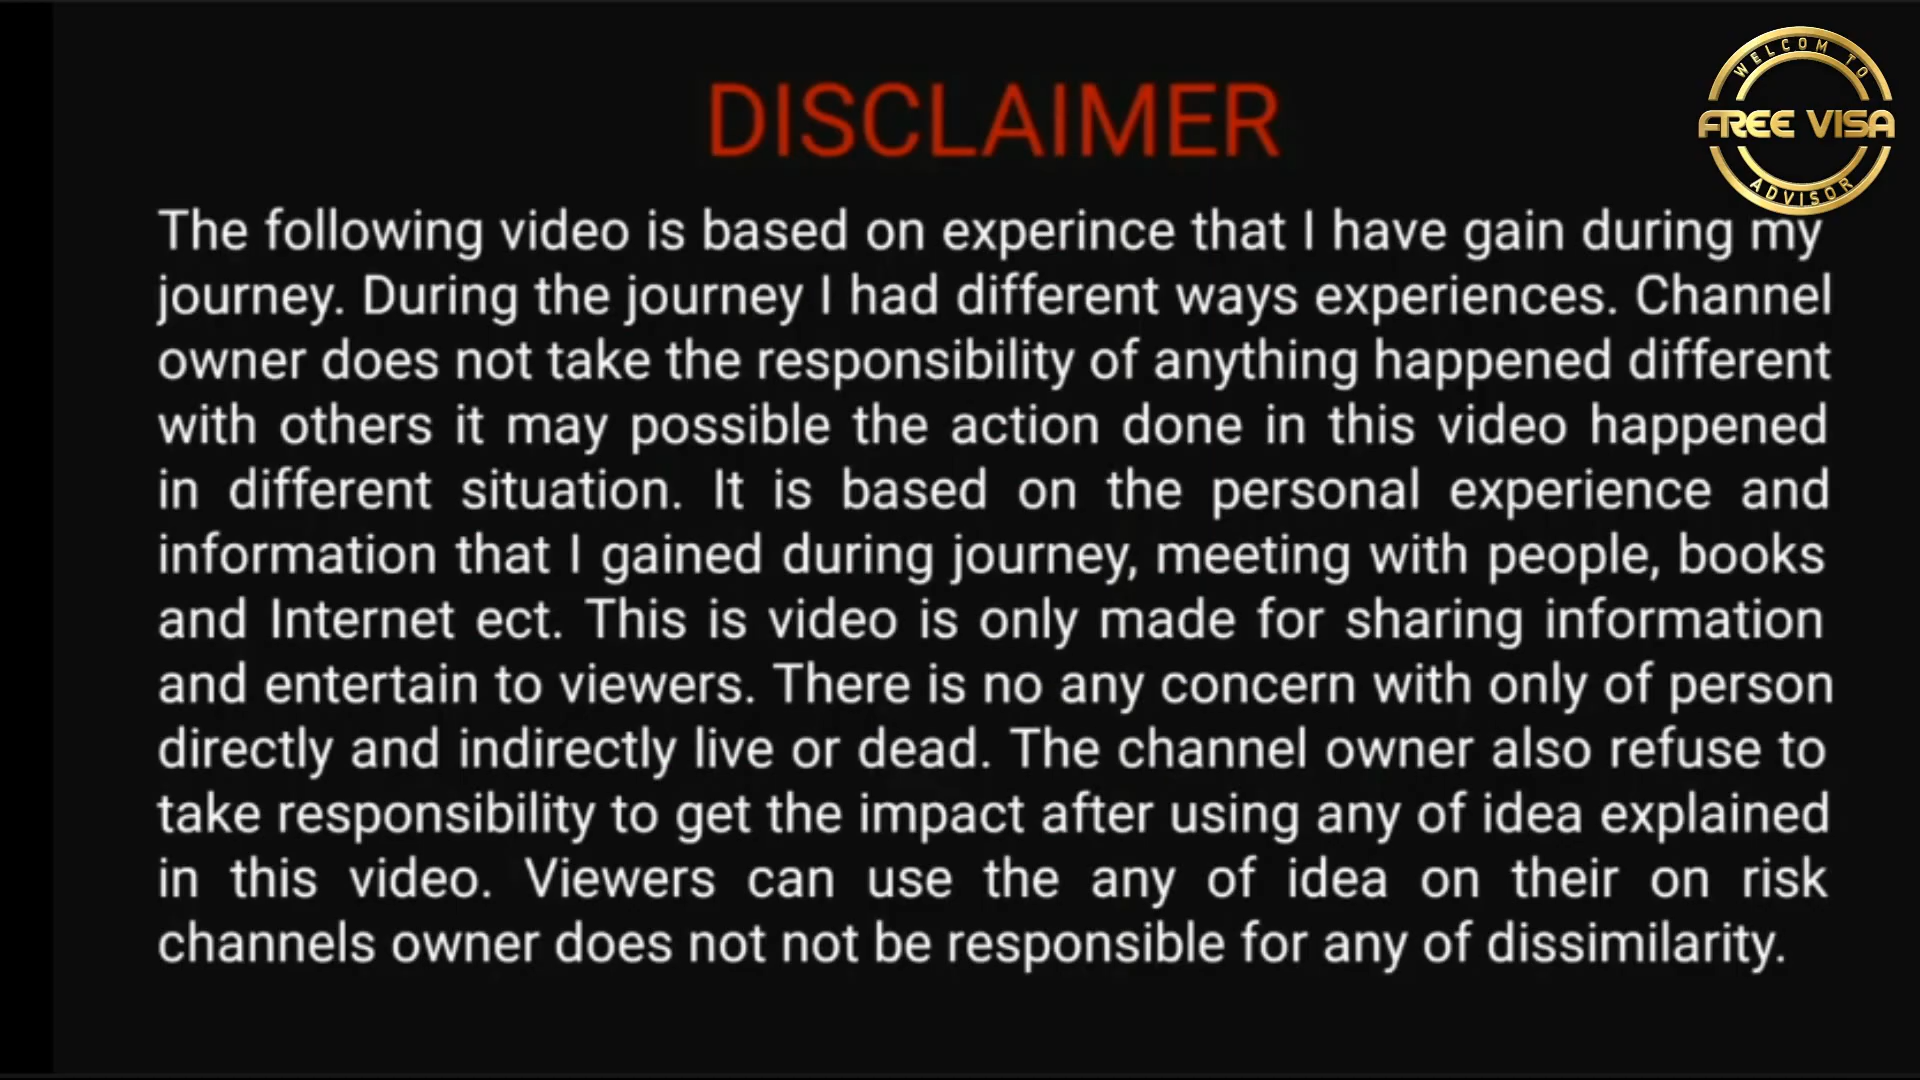 DISCLAIMER
WELCOM TO
FREE VISA
ADVISOR
The following video is based on experince that I have gain during my
journey. During the journey I had different ways experiences. Channel
owner does not take the responsibility of anything happened different
with others it may possible the action done in this video happened
in different situation. It is based on the personal experience and
information that I gained during journey, meeting with people, books
and Internet ect. This is video is only made for sharing information
and entertain to viewers. There is no any concern with only of person
directly and indirectly live or dead. The channel owner also refuse to
take responsibility to get the impact after using any of idea explained
in this video. Viewers can use the any of idea on their on risk
channels owner does not not be responsible for any of dissimilarity.